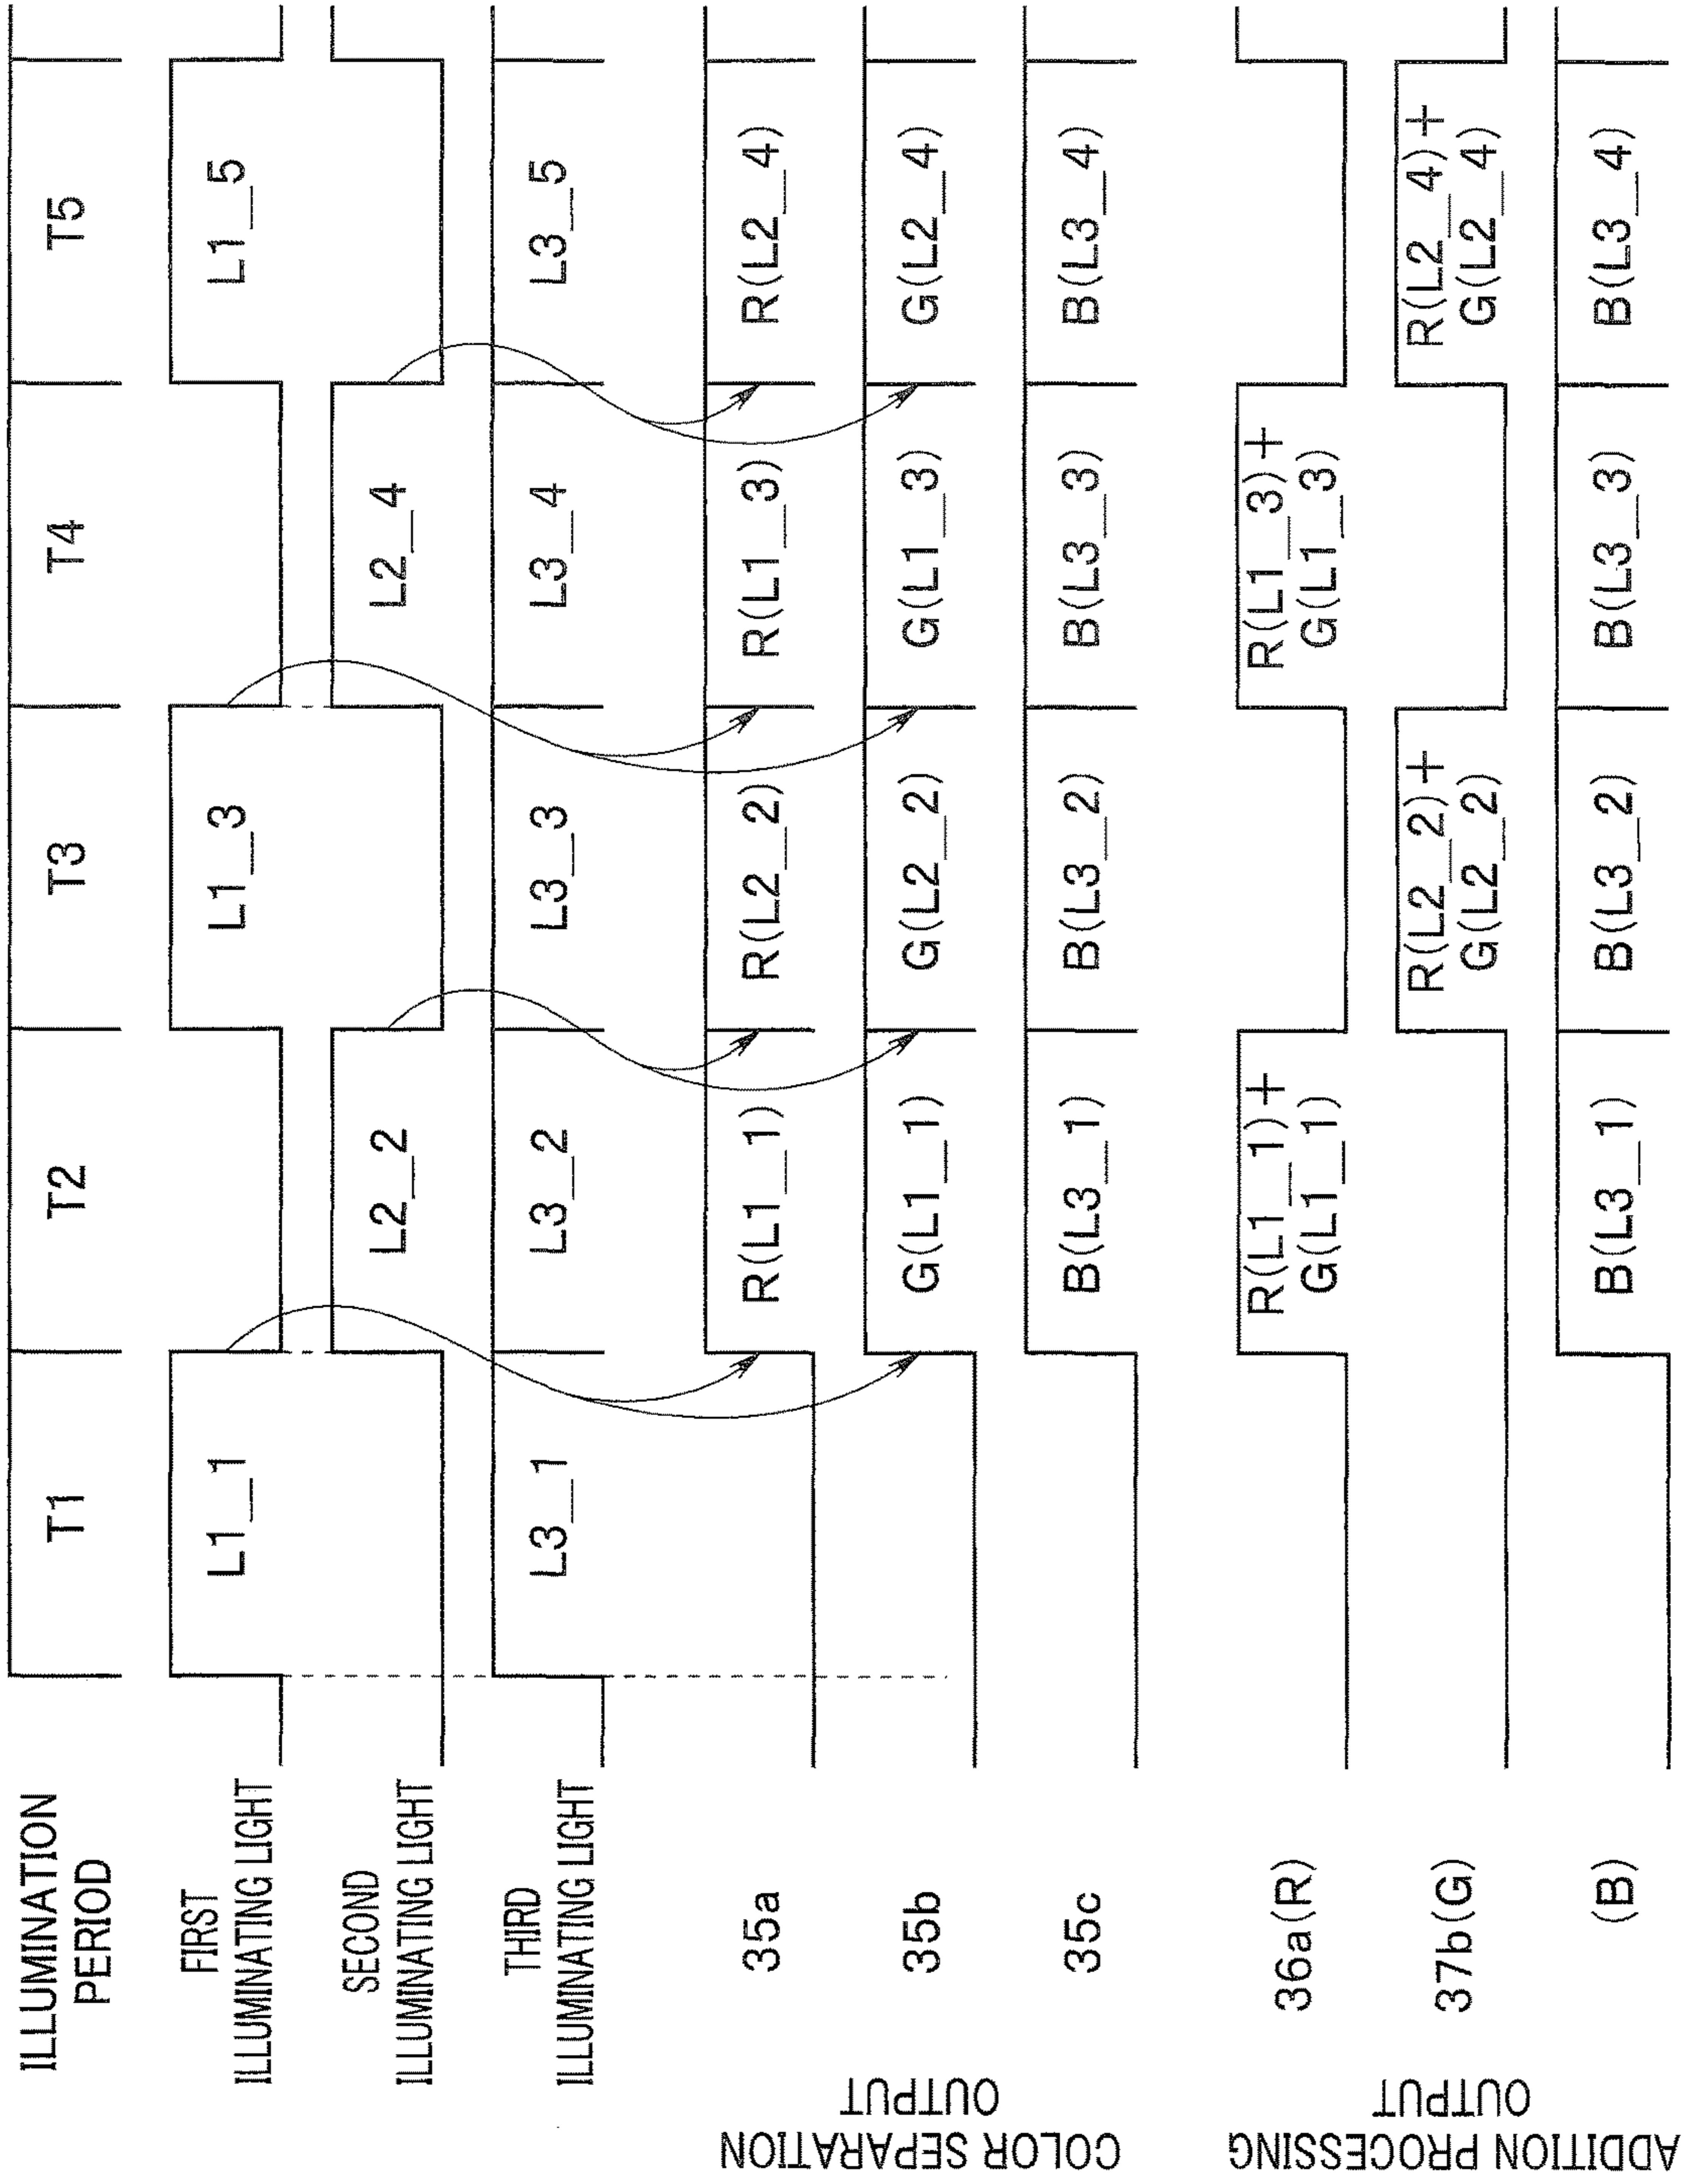 ILLUMINATION
PERIOD
T1 T2 T3 T4 T5
FIRST
ILLUMINATING LIGHT
L1_1 L1_3 L1_5
SECOND
ILLUMINATING LIGHT
L2_2 L2_4
THIRD
ILLUMINATING LIGHT
L3_1 L3_2 L3_3 L3_4 L3_5
COLOR SEPARATION
OUTPUT
35a R(L1_1) R(L2_2) R(L1_3) R(L2_4)
35b G(L1_1) G(L2_2) G(L1_3) G(L2_4)
35c B(L3_1) B(L3_2) B(L3_3) B(L3_4)
ADDITION PROCESSING
OUTPUT
36a(R)
R(L1_1)+
G(L1_1)
R(L1_3)+
G(L1_3)
37b(G)
R(L2_2)+
G(L2_2)
R(L2_4)+
G(L2_4)
(B) B(L3_1) B(L3_2) B(L3_3) B(L3_4)